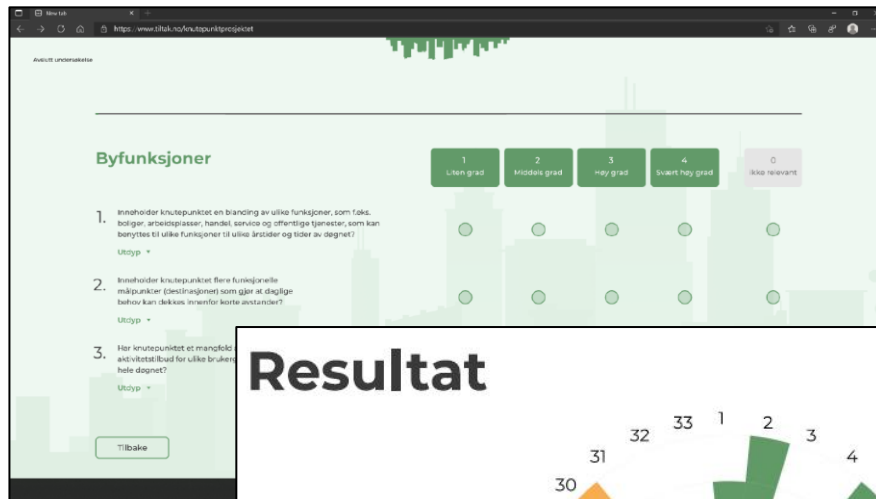 New tab
https://www.tiltak.no/knutepunktprosjektet
Avslutt undersøkelse
Byfunksjoner
1
Liten grad
2
Middels grad
3
Høy grad
4
Svært høy grad
0
Ikke relevant
1. Inneholder knutepunktet en blanding av ulike funksjoner, som f.eks.
boliger, arbeidsplasser, handel, service og offentlige tjenester, som kan
benyttes til ulike funksjoner til ulike årstider og tider av døgnet?
Utdyp
2. Inneholder knutepunktet flere funksjonelle
målpunkter (destinasjoner) som gjør at daglige
behov kan dekkes innenfor korte avstander?
Utdyp
3. Har knutepunktet et mangfold
aktivitetstilbud for ulike
hele døgnet?
Utdyp
Tilbake
Resultat
30
31
32
33
1
2
3
4